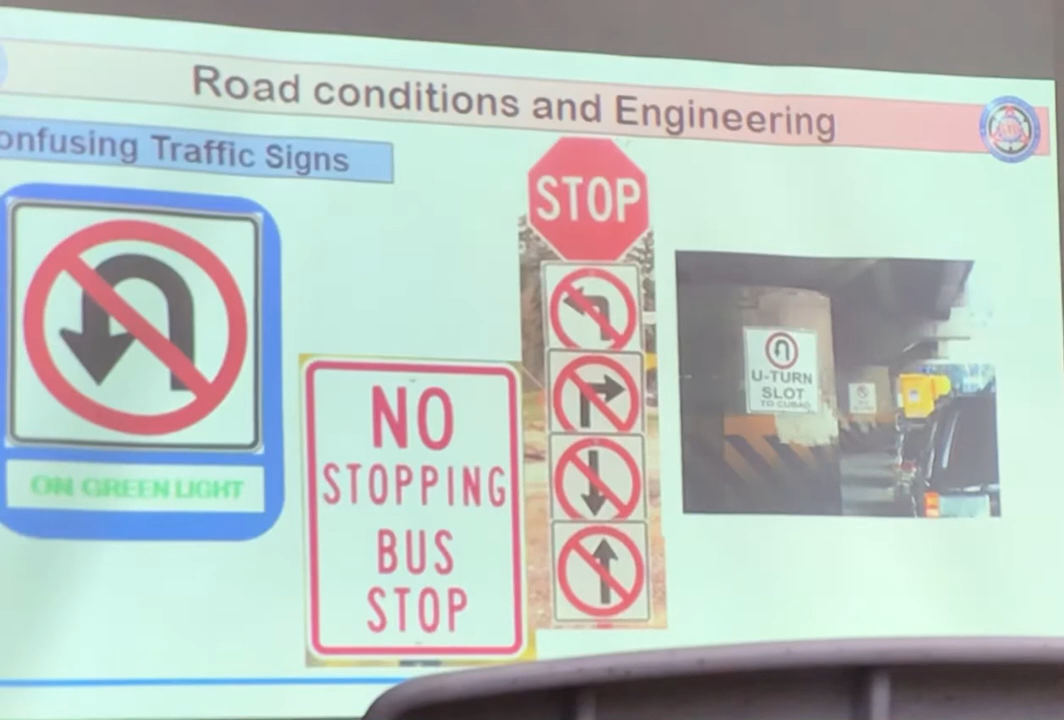 Road conditions and Engineering
onfusing Traffic Signs
ON GREEN LIGHT
NO
STOPPING
BUS
STOP
STOP
U-TURN
SLOT
TO CUBAO